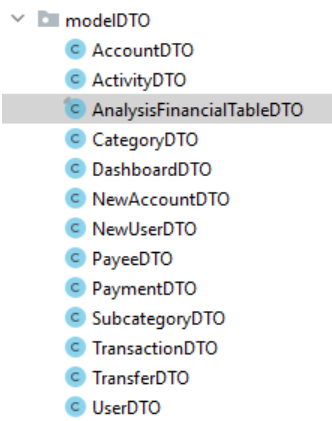 modelDTO
C AccountDTO
C ActivityDTO
C AnalysisFinancialTableDTO
C CategoryDTO
C DashboardDTO
C NewAccountDTO
C NewUserDTO
C PayeeDTO
C PaymentDTO
C SubcategoryDTO
C TransactionDTO
C TransferDTO
C UserDTO